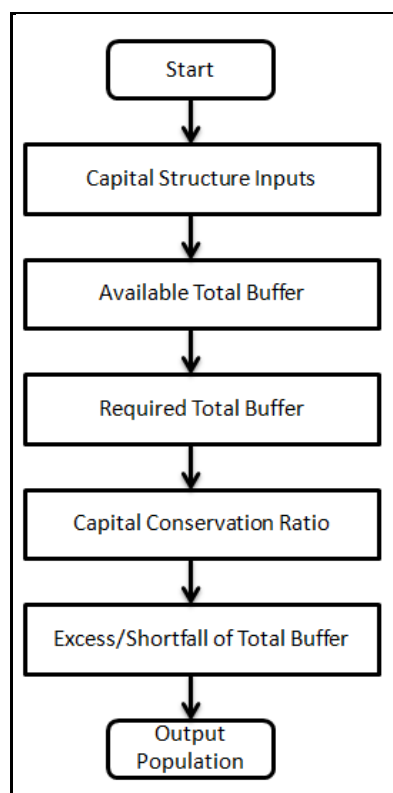 Start
Capital Structure Inputs
Available Total Buffer
Required Total Buffer
Capital Conservation Ratio
Excess/Shortfall of Total Buffer
Output
Population